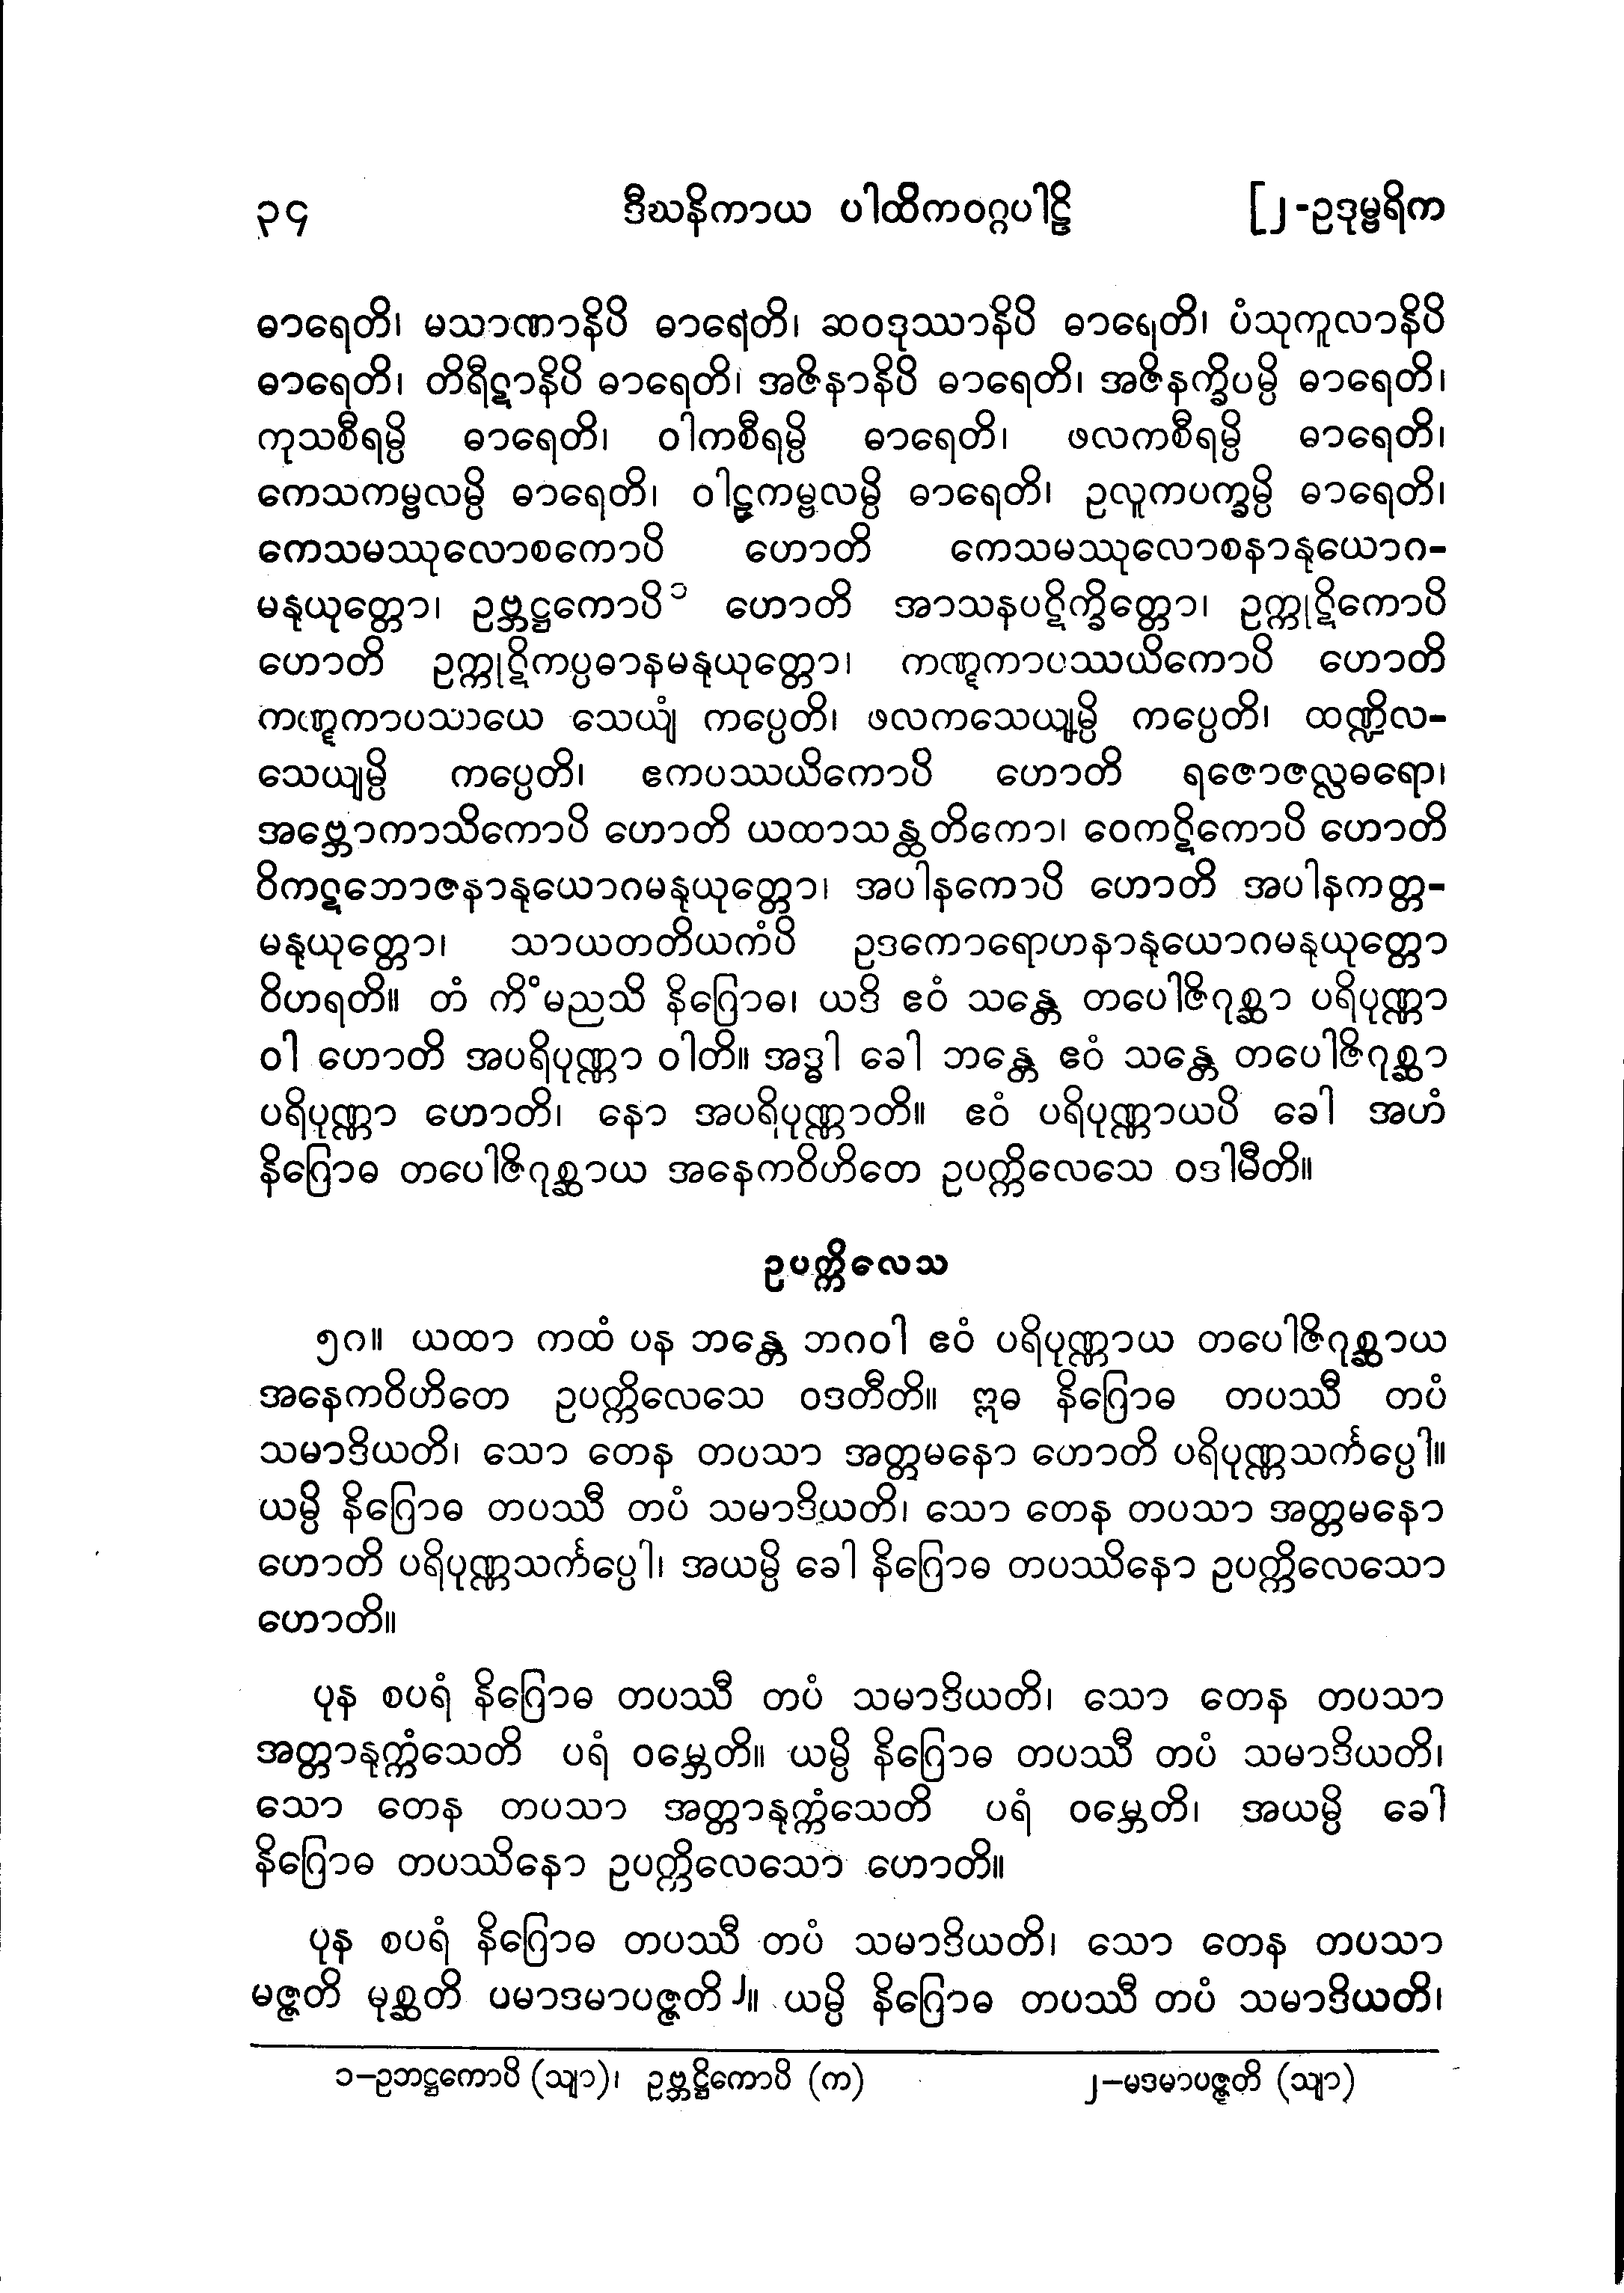 ၃၄ ဒီဃနိကာယ ပါထိကဝဂ္ဂပါဠိ [၂-ဥဒုမ္ဗရိက
ဓာရေတိ၊ မသာဏာနိပိ ဓာရေတိ၊ ဆဝဒုဿာနိပိ ဓာရေတိ၊ ပံသုကူလာနိပိ
ဓာရေတိ၊ တိရီဋာနိပိ ဓာရေတိ၊ အဇိနာနိပိ ဓာရေတိ၊ အဇိနက္ခိပမ္ပိ ဓာရေတိ၊
ကုသစီရမ္ပိ ဓာရေတိ၊ ဝါကစီရမ္ပိ ဓာရေတိ၊ ဖလကစီရမ္ပိ ဓာရေတိ၊
ကေသကမ္ဗလမ္ပိ ဓာရေတိ၊ ဝါဠကမ္ဗလမ္ပိ ဓာရေတိ၊ ဥလူကပက္ခမ္ပိ ဓာရေတိ၊
ကေသမဿုလောစကောပိ ဟောတိ ကေသမဿုလောစနာနုယောဂ-
မနုယုတ္တော၊ ဥဗ္ဘဋ္ဌကောပိ၁ ဟောတိ အာသနပဋိက္ခိတ္တော၊ ဥက္ကုဋိကောပိ
ဟောတိ ဥက္ကုဋိကပ္ပဓာနမနုယုတ္တော၊ ကဏ္ဋကာပဿယိကောပိ ဟောတိ
ကဏ္ဋကာပဿယေ သေယျံ ကပ္ပေတိ၊ ဖလကသေယျမ္ပိ ကပ္ပေတိ၊ ထဏ္ဍိလ-
သေယျမ္ပိ ကပ္ပေတိ၊ ဧကပဿယိကောပိ ဟောတိ ရဇောဇလ္လဓရော၊
အဗ္ဘောကာသိကောပိ ဟောတိ ယထာသန္ထတိကော၊ ဝေကဋိကောပိ ဟောတိ
ဝိကဋဘောဇနာနုယောဂမနုယုတ္တော၊ အပါနကောပိ ဟောတိ အပါနကတ္တ-
မနုယုတ္တော၊ သာယတတိယကံပိ ဥဒကောရောဟနာနုယောဂမနုယုတ္တော
ဝိဟရတိ။ တံ ကိံ မညသိ နိဂြောဓ၊ ယဒိ ဧဝံ သန္တေ တပေါဇိဂုစ္ဆာ ပရိပုဏ္ဏာ
ဝါ ဟောတိ အပရိပုဏ္ဏာ ဝါတိ။ အဒ္ဓါ ခေါ ဘန္တေ ဧဝံ သန္တေ တပေါဇိဂုစ္ဆာ
ပရိပုဏ္ဏာ ဟောတိ၊ နော အပရိပုဏ္ဏာတိ။ ဧဝံ ပရိပုဏ္ဏာယပိ ခေါ အဟံ
နိဂြောဓ တပေါဇိဂုစ္ဆာယ အနေကဝိဟိတေ ဥပက္ကိလေသေ ဝဒါမီတိ။
ဥပက္ကိလေသ
၅၈။ ယထာ ကထံ ပန ဘန္တေ ဘဂဝါ ဧဝံ ပရိပုဏ္ဏာယ တပေါဇိဂုစ္ဆာယ
အနေကဝိဟိတေ ဥပက္ကိလေသေ ဝဒတီတိ။ ဣဓ နိဂြောဓ တပဿီ တပံ
သမာဒိယတိ၊ သော တေန တပသာ အတ္တမနော ဟောတိ ပရိပုဏ္ဏသင်္ကပ္ပေါ။
ယမ္ပိ နိဂြောဓ တပဿီ တပံ သမာဒိယတိ၊ သော တေန တပသာ အတ္တမနော
ဟောတိ ပရိပုဏ္ဏသင်္ကပ္ပေါ၊ အယမ္ပိ ခေါ နိဂြောဓ တပဿိနော ဥပက္ကိလေသော
ဟောတိ။
ပုန စပရံ နိဂြောဓ တပဿီ တပံ သမာဒိယတိ၊ သော တေန တပသာ
အတ္တာနုက္ကံသေတိ ပရံ ဝမ္ဘေတိ။ ယမ္ပိ နိဂြောဓ တပဿီ တပံ သမာဒိယတိ၊
သော တေန တပသာ အတ္တာနုက္ကံသေတိ ပရံ ဝမ္ဘေတိ၊ အယမ္ပိ ခေါ
နိဂြောဓ တပဿိနော ဥပက္ကိလေသော ဟောတိ။
ပုန စပရံ နိဂြောဓ တပဿီ တပံ သမာဒိယတိ၊ သော တေန တပသာ
မဇ္ဇတိ မုစ္ဆတိ ပမာဒမာပဇ္ဇတိ၂။ ယမ္ပိ နိဂြောဓ တပဿီ တပံ သမာဒိယတိ၊
၁-ဥဘဋ္ဌကောပိ (သျာ)၊ ဥဗ္ဘဋ္ဌိကောပိ (က) ၂-မဒမာပဇ္ဇတိ (သျာ)